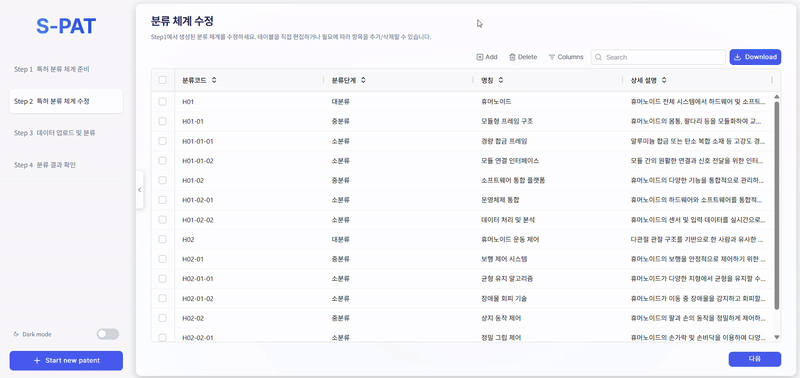 S-PAT
Step 1 특허 분류 체계 준비
Step 2 특허 분류 체계 수정
Step 3 데이터 업로드 및 분류
Step 4 분류 결과 확인
Dark mode
+ Start new patent
분류 체계 수정
Step1에서 생성된 분류 체계를 수정하세요. 테이블을 직접 편집하거나 필요에 따라 항목을 추가/삭제할 수 있습니다.
Add Delete Columns Search Download
분류코드 분류단계 명칭 상세 설명
H01 대분류 휴머노이드 휴머노이드 전체 시스템에서 하드웨어 및 소프트...
H01-01 중분류 모듈형 프레임 구조 휴머노이드의 몸통, 팔다리 등을 모듈화하여 교...
H01-01-01 소분류 경량 합금 프레임 알루미늄 합금 또는 탄소 복합 소재 등 고강도 경...
H01-01-02 소분류 모듈 연결 인터페이스 모듈 간의 원활한 연결과 신호 전달을 위한 인터...
H01-02 중분류 소프트웨어 통합 플랫폼 휴머노이드의 다양한 기능을 통합적으로 관리하...
H01-02-01 소분류 운영체제 통합 휴머노이드의 하드웨어와 소프트웨어를 통합적...
H01-02-02 소분류 데이터 처리 및 분석 휴머노이드의 센서 및 입력 데이터를 실시간으로...
H02 대분류 휴머노이드 운동 제어 다관절 관절 구조를 기반으로 한 사람과 유사한 ...
H02-01 중분류 보행 제어 시스템 휴머노이드의 보행을 안정적으로 제어하기 위한 ...
H02-01-01 소분류 균형 유지 알고리즘 휴머노이드가 다양한 지형에서 균형을 유지할 수...
H02-01-02 소분류 장애물 회피 기술 휴머노이드가 이동 중 장애물을 감지하고 회피할...
H02-02 중분류 상지 동작 제어 휴머노이드의 팔과 손의 동작을 정밀하게 제어하...
H02-02-01 소분류 정밀 그립 제어 휴머노이드의 손가락 및 손바닥을 이용하여 다양...
다음